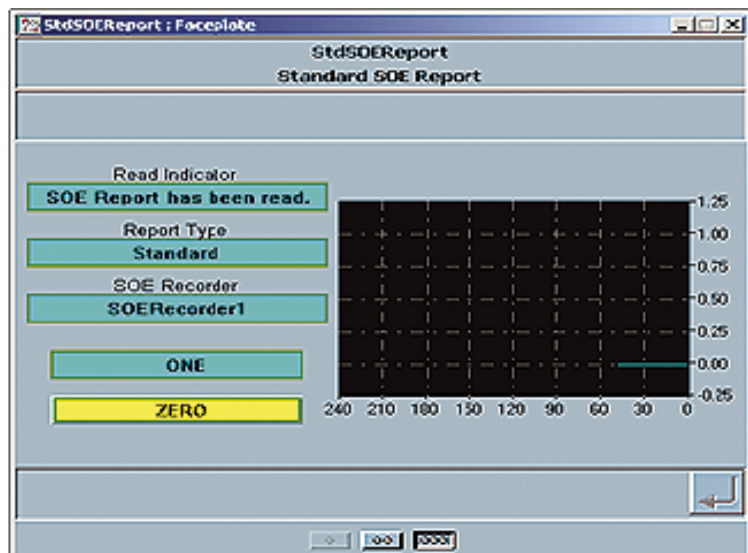 StdSOEReport : Faceplate
StdSOEReport
Standard SOE Report
Read Indicator
SOE Report has been read.
Report Type
Standard
SOE Recorder
SOERecorder1
ONE
ZERO
1.25
1.00
0.75
0.50
0.25
0.00
-0.25
240 210 180 150 120 90 60 30 0